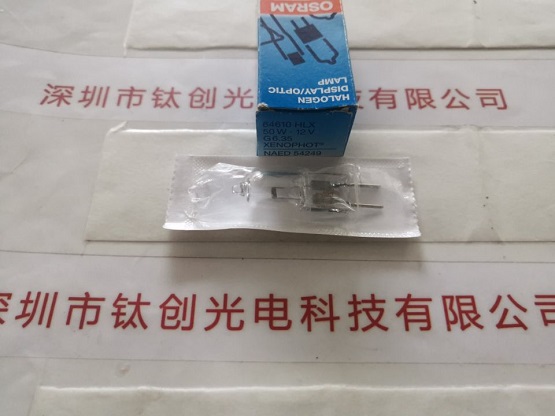 OSRAM
HALOGEN
DISPLAY/OPTIC
LAMP
深圳市钛创光电科技有限公司
64610 HLX
50W · 12V
G6.35
XENOPHOT®
NAED 54249
深圳市钛创光电科技有限公